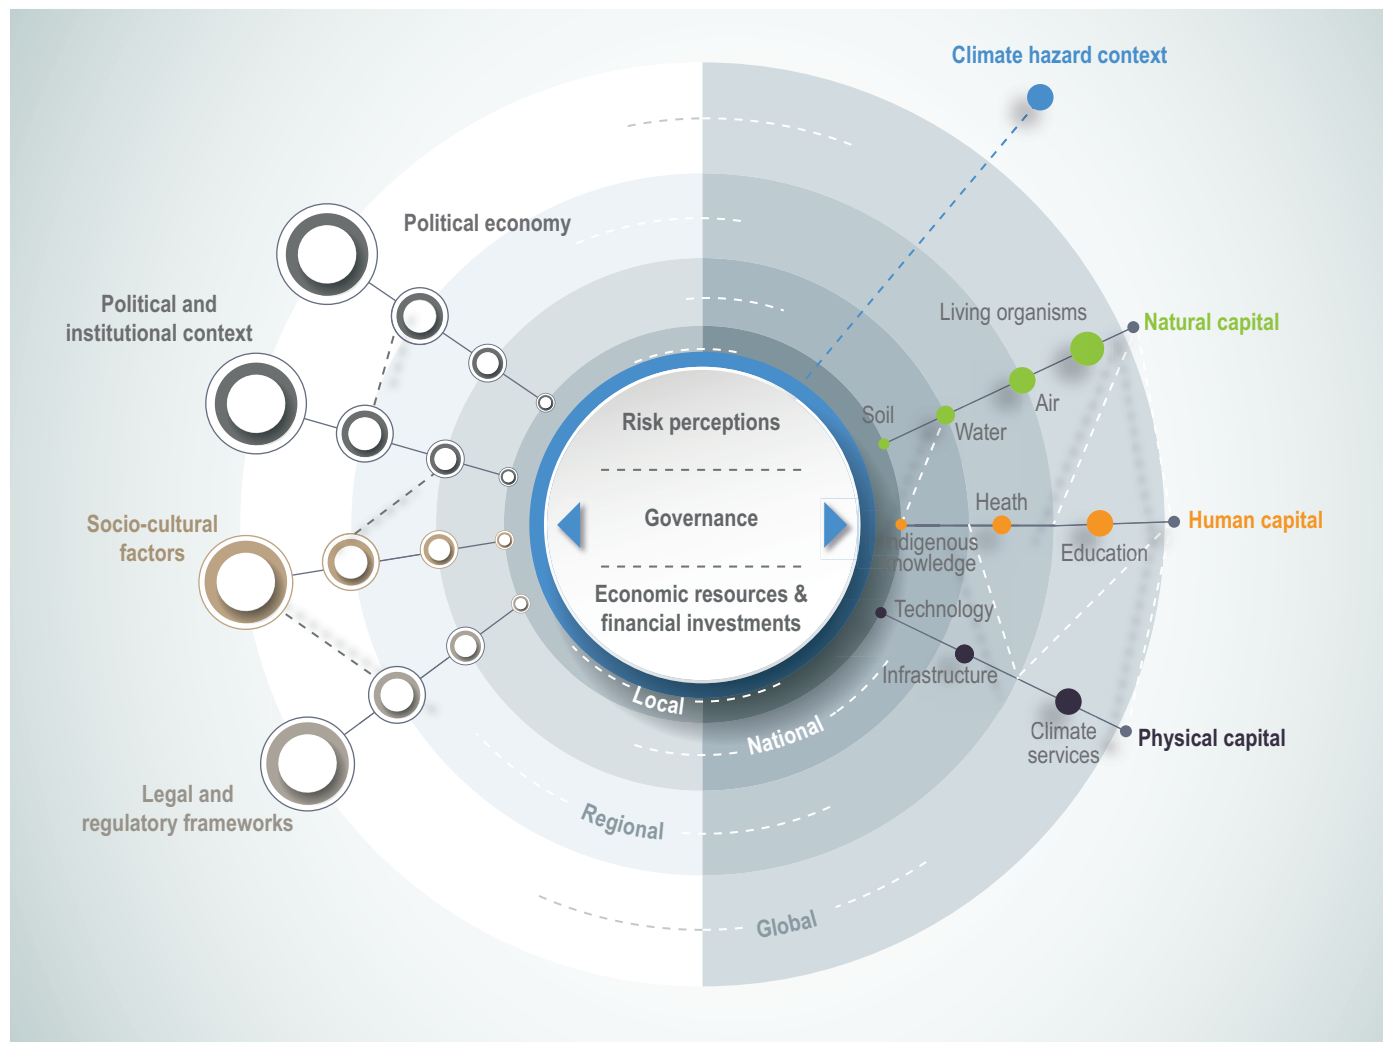 Climate hazard context
Political economy
Political and
institutional context
Living organisms
Natural capital
Soil
Air
Water
Risk perceptions
Governance
Economic resources &
financial investments
Heath
Human capital
Indigenous
knowledge
Education
Socio-cultural
factors
Technology
Infrastructure
Climate
services
Physical capital
Local
National
Regional
Global
Legal and
regulatory frameworks